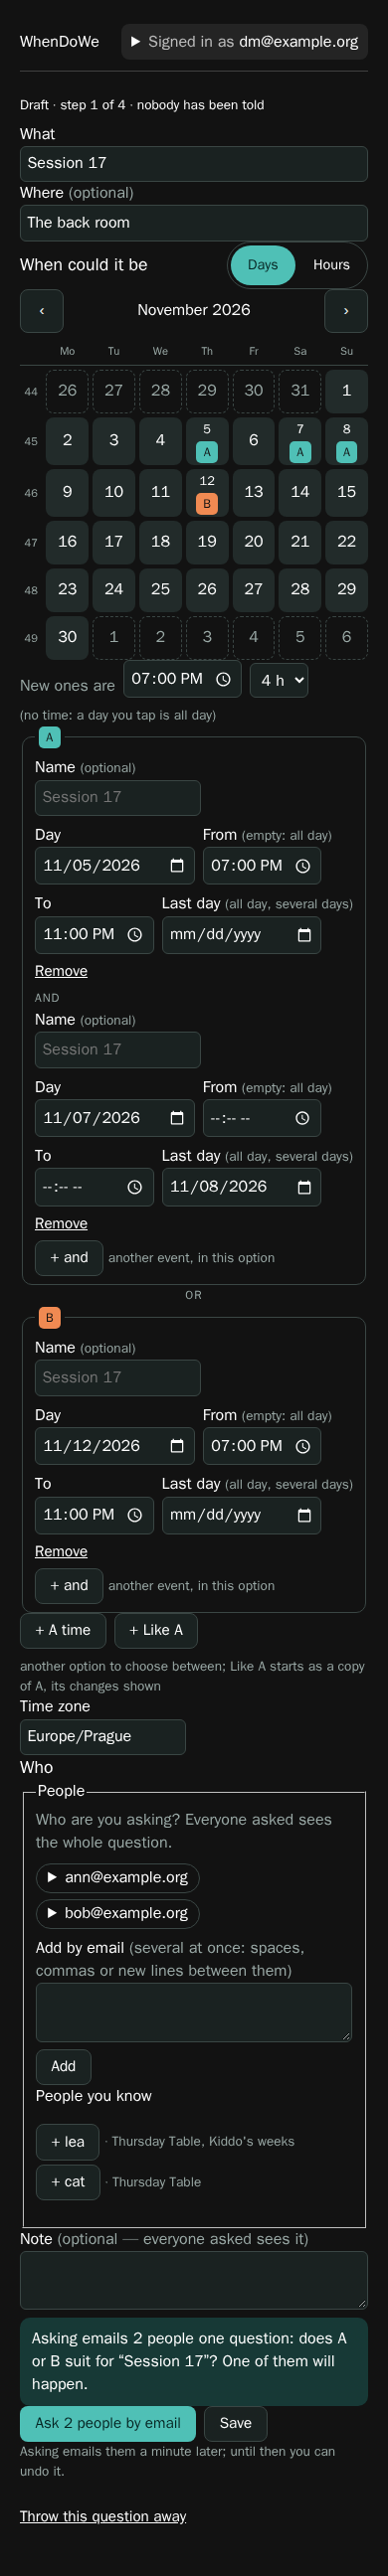 WhenDoWe
▶ Signed in as dm@example.org
Draft · step 1 of 4 · nobody has been told
What
Session 17
Where (optional)
The back room
When could it be
Days Hours
‹ November 2026 ›
Mo Tu We Th Fr Sa Su
44 26 27 28 29 30 31 1
45 2 3 4 5 A 6 7 A 8 A
46 9 10 11 12 B 13 14 15
47 16 17 18 19 20 21 22
48 23 24 25 26 27 28 29
49 30 1 2 3 4 5 6
New ones are 07:00 PM 4 h
(no time: a day you tap is all day)
A
Name (optional)
Session 17
Day From (empty: all day)
11/05/2026 07:00 PM
To Last day (all day, several days)
11:00 PM mm/dd/yyyy
Remove
AND
Name (optional)
Session 17
Day From (empty: all day)
11/07/2026 --:-- --
To Last day (all day, several days)
--:-- -- 11/08/2026
Remove
+ and another event, in this option
OR
B
Name (optional)
Session 17
Day From (empty: all day)
11/12/2026 07:00 PM
To Last day (all day, several days)
11:00 PM mm/dd/yyyy
Remove
+ and another event, in this option
+ A time + Like A
another option to choose between; Like A starts as a copy
of A, its changes shown
Time zone
Europe/Prague
Who
People
Who are you asking? Everyone asked sees
the whole question.
▶ ann@example.org
▶ bob@example.org
Add by email (several at once: spaces,
commas or new lines between them)
Add
People you know
+ lea · Thursday Table, Kiddo's weeks
+ cat · Thursday Table
Note (optional — everyone asked sees it)
Asking emails 2 people one question: does A
or B suit for “Session 17”? One of them will
happen.
Ask 2 people by email Save
Asking emails them a minute later; until then you can
undo it.
Throw this question away